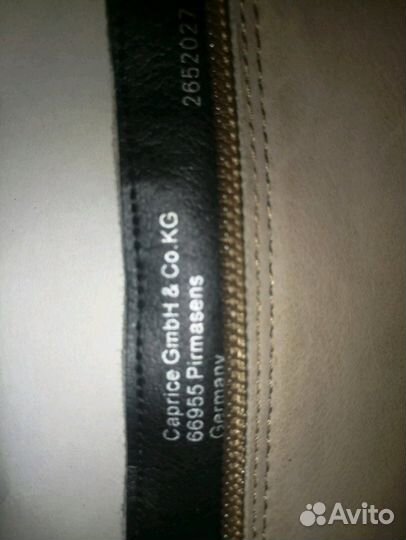 Caprice GmbH & Co.KG
66955 Pirmasens
Germany
2652027
Avito